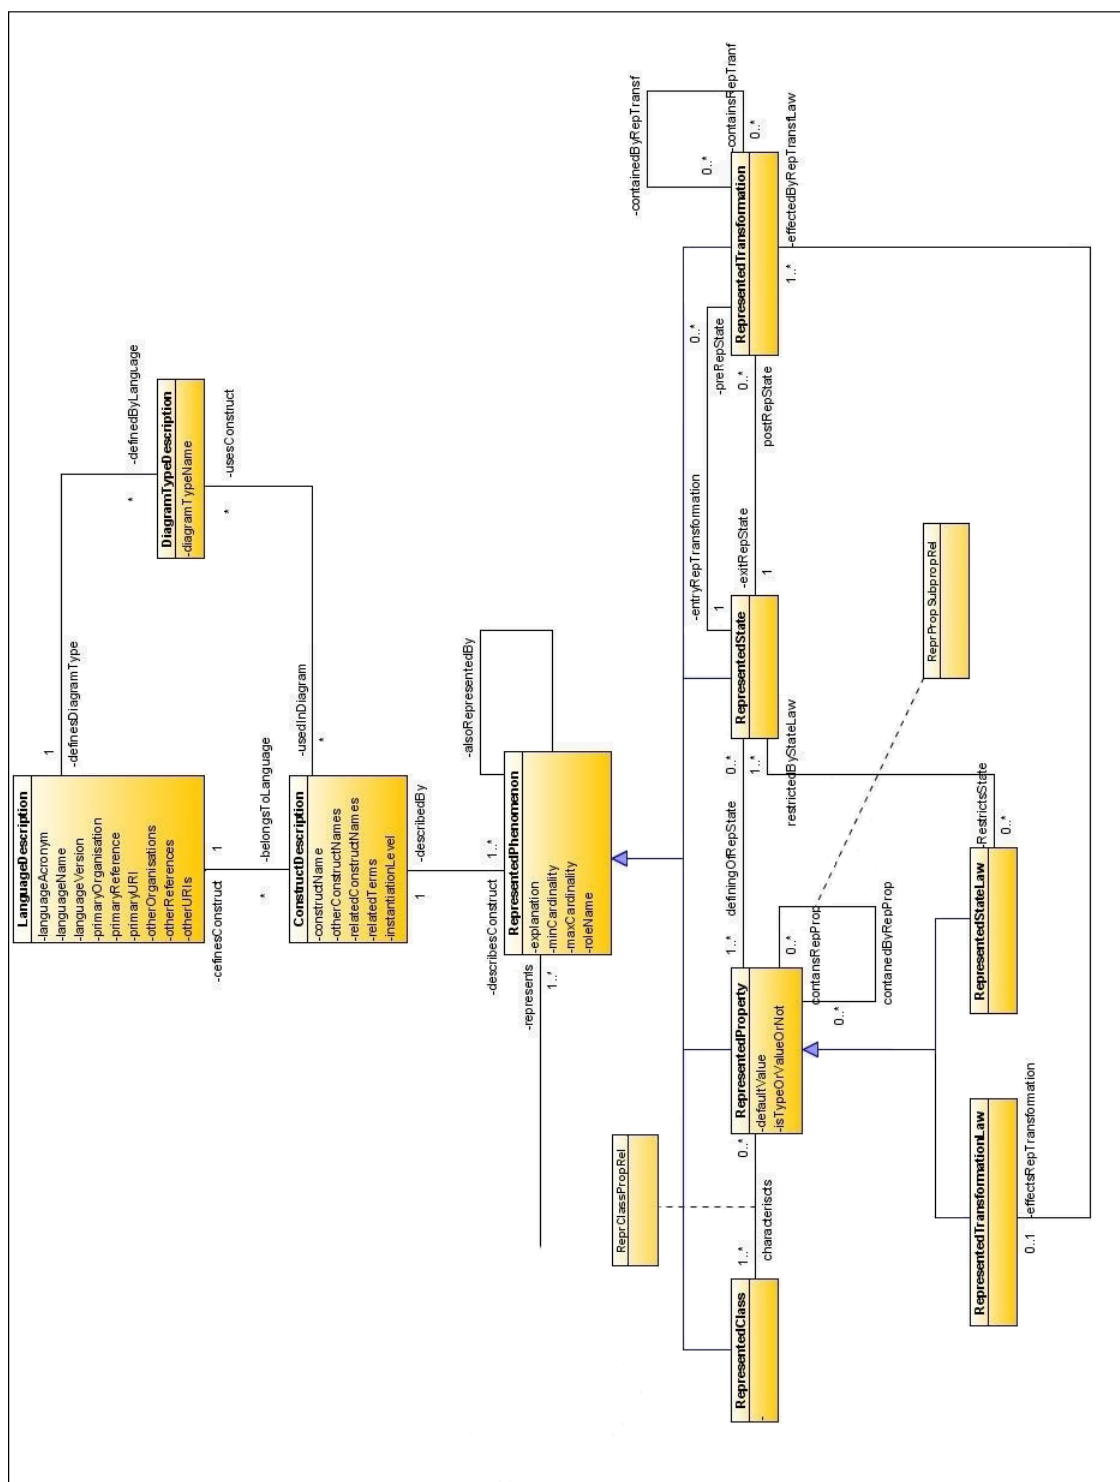 LanguageDescription
-languageAcronym
-languageName
-languageVersion
-primaryOrganisation
-primaryReference
-primaryURI
-otherOrganisations
-otherReferences
-otherURIs
1
-definesDiagramType
-definedByLanguage
*
DiagramTypeDescription
-diagramTypeName
-usesConstruct
*
-cefinesConstruct
1
*
-belongsToLanguage
-usedInDiagram
*
ConstructDescription
-constructName
-otherConstructNames
-relatedConstructNames
-relatedTerms
-instantiationLevel
1
-describedBy
-describesConstruct
1..*
-alsoRepresentedBy
RepresentedPhenomenon
-explanation
-minCardinality
-maxCardinality
-roleName
-represents
1..*
ReprClassPropRel
RepresentedClass
-
1..*
characteriscts
0..*
RepresentedProperty
-defaultValue
-isTypeOrValueOrNot
1..*
definingOfRepState
0..*
0..*
contansRepProp
0..*
contanedByRepProp
RepresentedState
1..*
restrictedByStateLaw
1
-entryRepTransformation
-exitRepState
1
0..*
-preRepState
0..*
postRepState
RepresentedTransformation
-containedByRepTransf
0..*
-containsRepTranf
0..*
1..*
-effectedByRepTransfLaw
ReprPropSubpropRel
RepresentedTransformationLaw
0..1
-effectsRepTransformation
RepresentedStateLaw
-RestrictsState
0..*